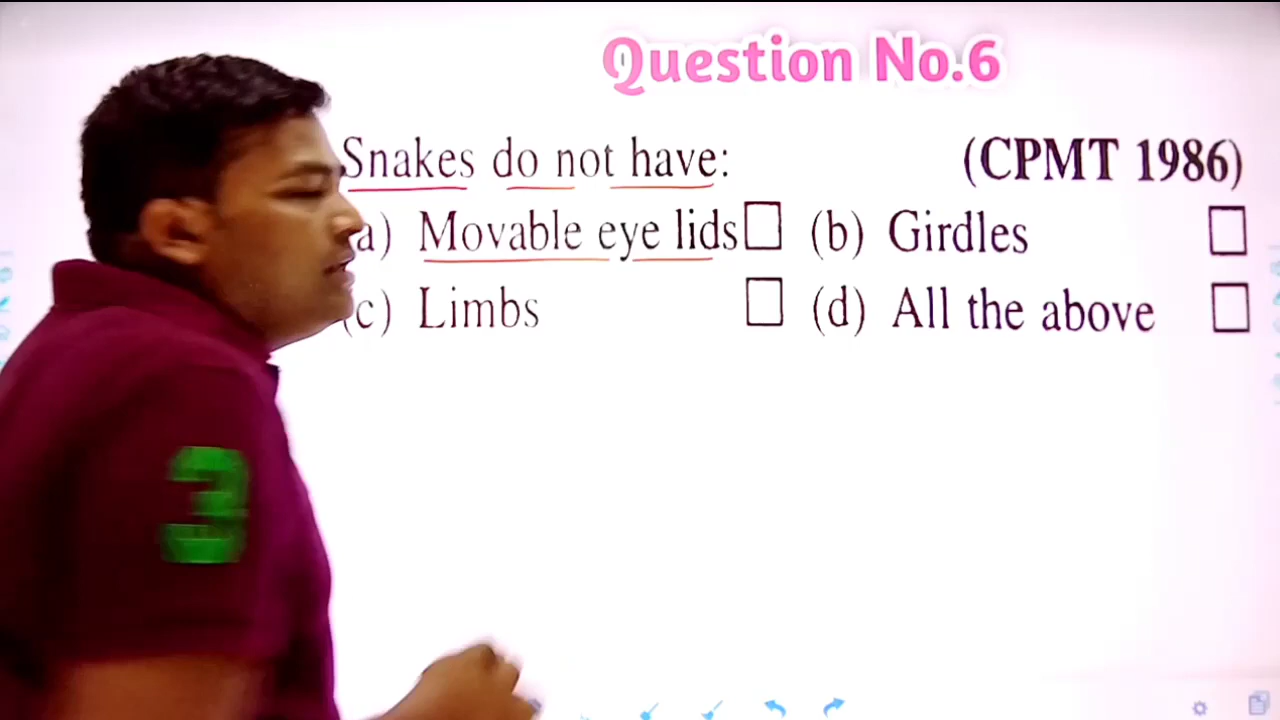 Question No.6
Snakes do not have: (CPMT 1986)
a) Movable eye lids (b) Girdles
(c) Limbs (d) All the above
3